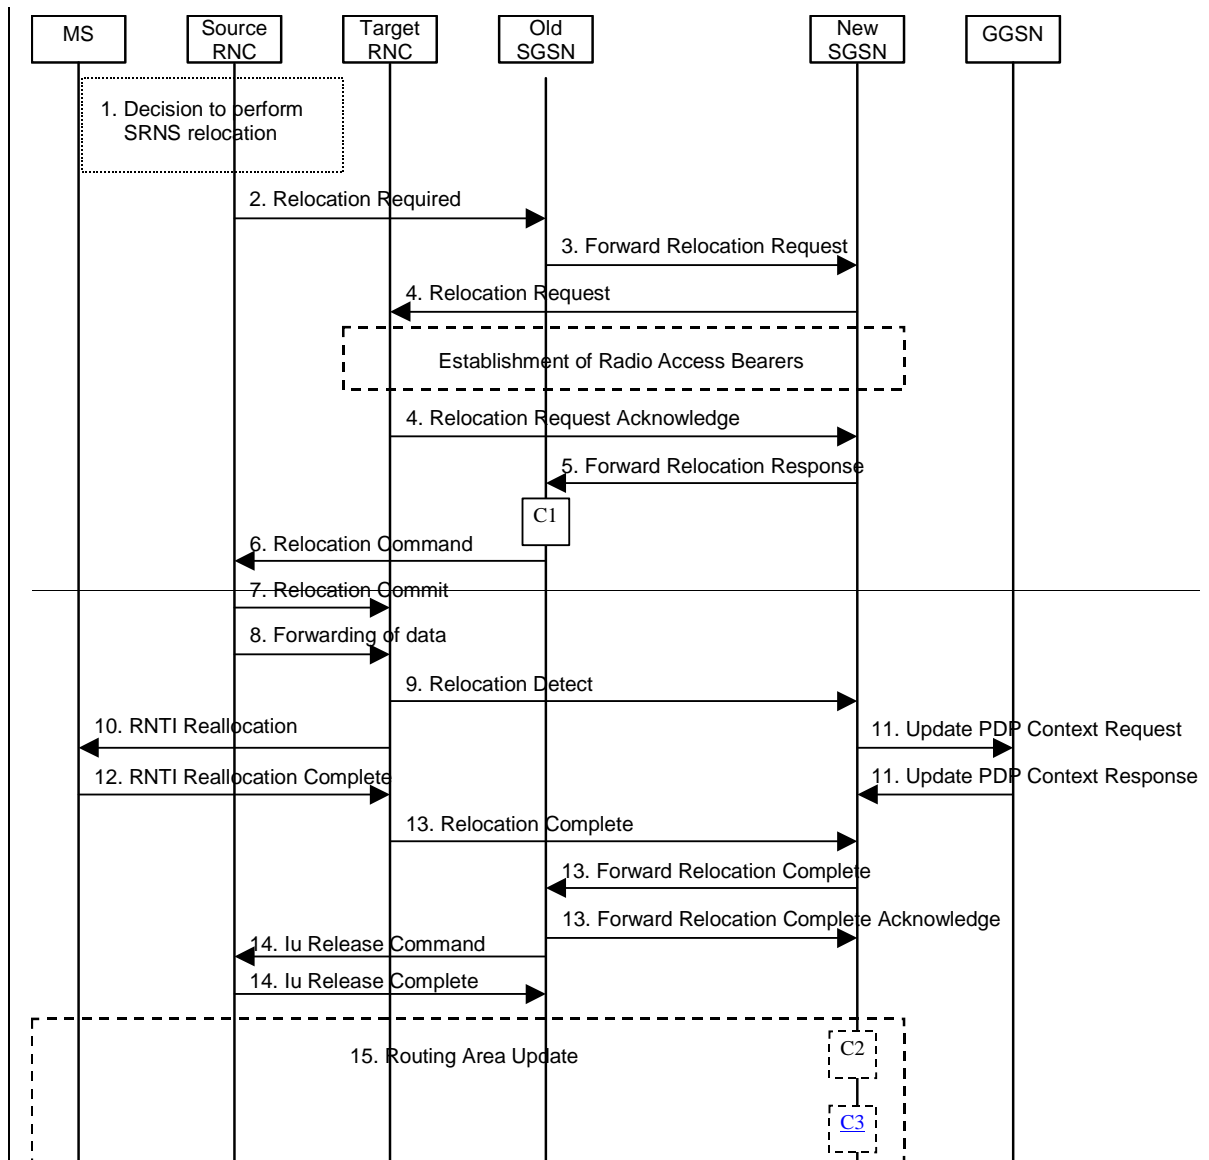 MS
Source
RNC
Target
RNC
Old
SGSN
New
SGSN
GGSN
1. Decision to perform
SRNS relocation
2. Relocation Required
3. Forward Relocation Request
4. Relocation Request
Establishment of Radio Access Bearers
4. Relocation Request Acknowledge
5. Forward Relocation Response
C1
6. Relocation Command
7. Relocation Commit
8. Forwarding of data
9. Relocation Detect
10. RNTI Reallocation
11. Update PDP Context Request
12. RNTI Reallocation Complete
11. Update PDP Context Response
13. Relocation Complete
13. Forward Relocation Complete
13. Forward Relocation Complete Acknowledge
14. Iu Release Command
14. Iu Release Complete
15. Routing Area Update
C2
C3